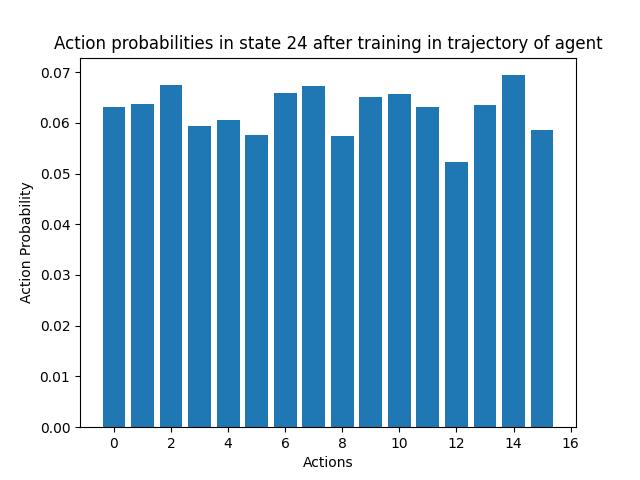 Action probabilities in state 24 after training in trajectory of agent
0.07
0.06
0.05
0.04
0.03
0.02
0.01
0.00
Action Probability
0 2 4 6 8 10 12 14 16
Actions